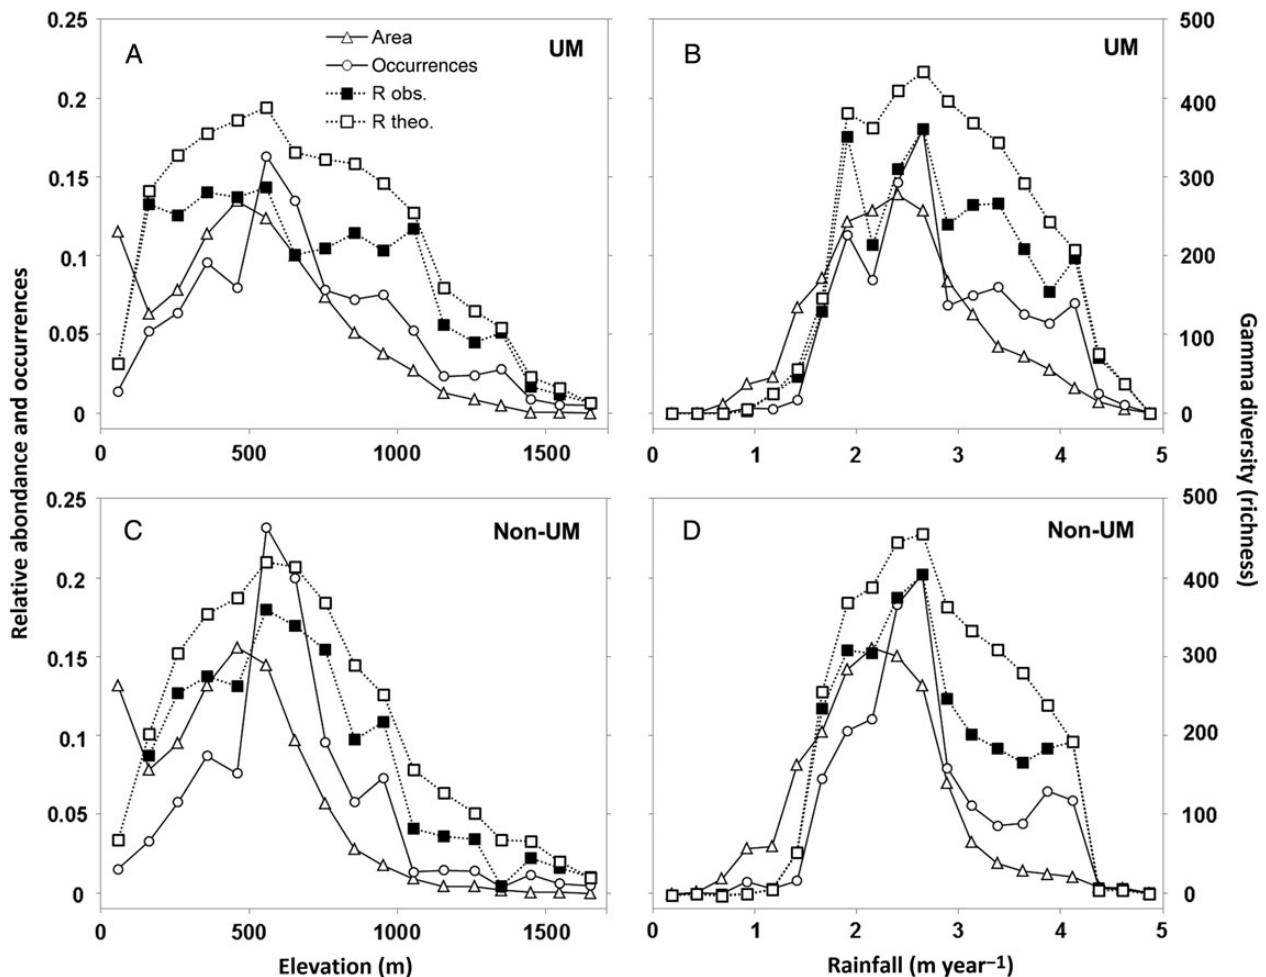 0.25
0.2
0.15
0.1
0.05
0
A
UM
Area
Occurrences
R obs.
R theo.
0
500
1000
1500
B
UM
500
400
300
200
100
0
0
1
2
3
4
5
Relative abondance and occurrences
Gamma diversity (richness)
0.25
0.2
0.15
0.1
0.05
0
C
Non-UM
0
500
1000
1500
Elevation (m)
D
Non-UM
500
400
300
200
100
0
0
1
2
3
4
5
Rainfall (m year–1)